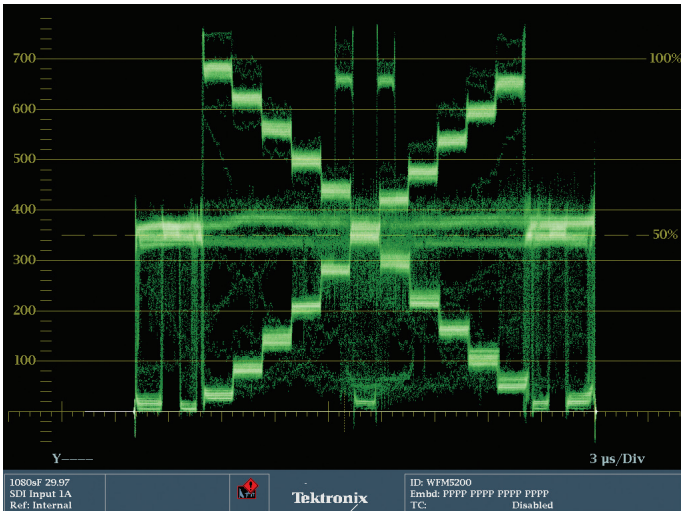 700
100%
600
500
400
50%
300
200
100
Y----
3 µs/Div
1080sF 29.97
SDI Input 1A
Ref: Internal
Tektronix
ID: WFM5200
Embd: PPPP PPPP PPPP PPPP
TC: Disabled